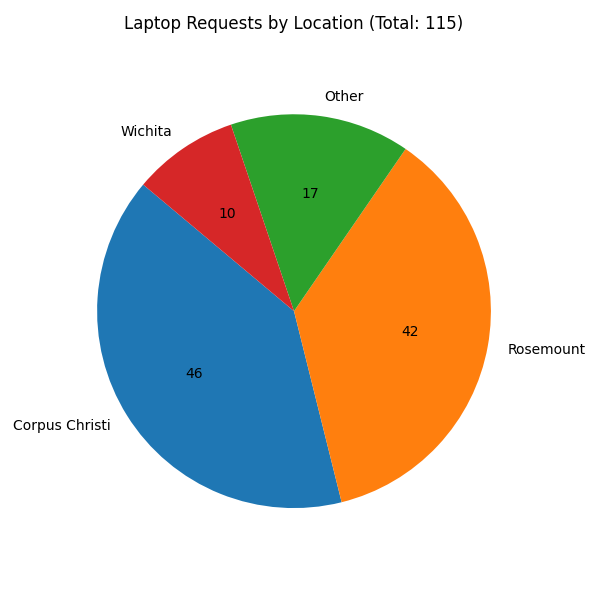 Laptop Requests by Location (Total: 115)
Other
Wichita
17
10
42
Rosemount
46
Corpus Christi